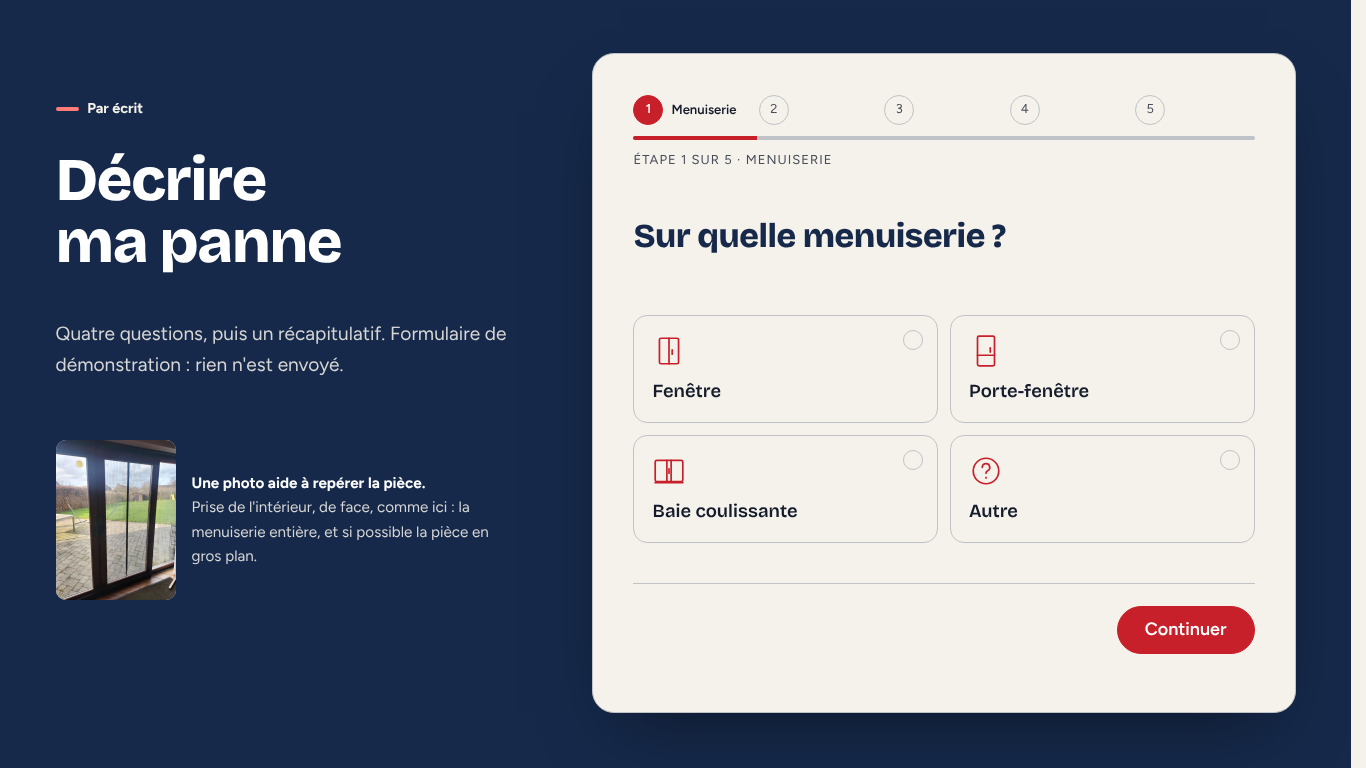 Par écrit
Décrire
ma panne
Quatre questions, puis un récapitulatif. Formulaire de
démonstration : rien n'est envoyé.
Une photo aide à repérer la pièce.
Prise de l'intérieur, de face, comme ici : la
menuiserie entière, et si possible la pièce en
gros plan.
1 Menuiserie 2 3 4 5
ÉTAPE 1 SUR 5 · MENUISERIE
Sur quelle menuiserie ?
Fenêtre
Porte-fenêtre
Baie coulissante
Autre
Continuer